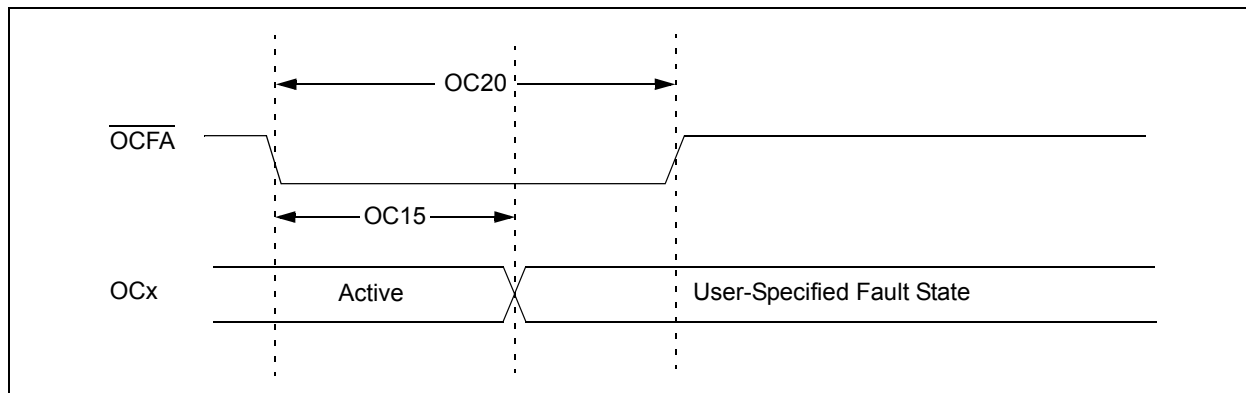 OC20
OCFA
OC15
OCx
Active
User-Specified Fault State